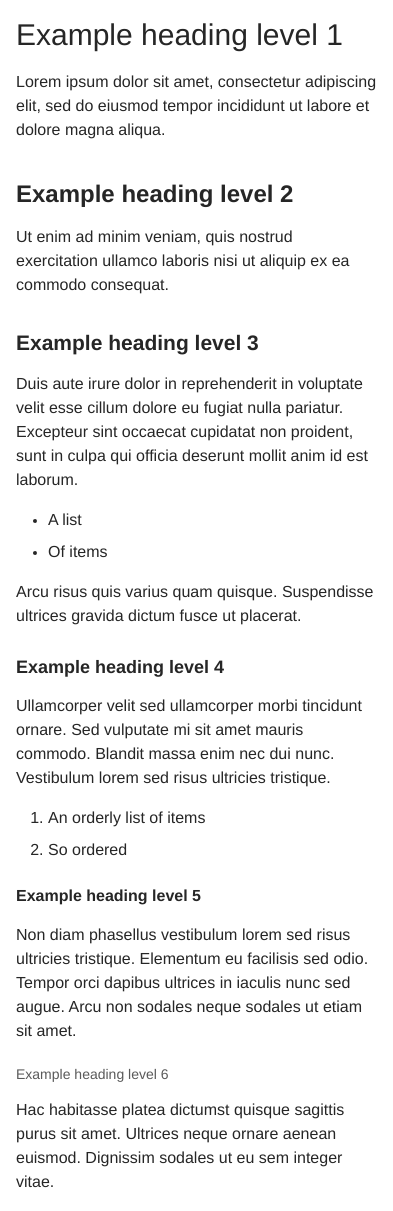 Example heading level 1
Lorem ipsum dolor sit amet, consectetur adipiscing
elit, sed do eiusmod tempor incididunt ut labore et
dolore magna aliqua.
Example heading level 2
Ut enim ad minim veniam, quis nostrud
exercitation ullamco laboris nisi ut aliquip ex ea
commodo consequat.
Example heading level 3
Duis aute irure dolor in reprehenderit in voluptate
velit esse cillum dolore eu fugiat nulla pariatur.
Excepteur sint occaecat cupidatat non proident,
sunt in culpa qui officia deserunt mollit anim id est
laborum.
• A list
• Of items
Arcu risus quis varius quam quisque. Suspendisse
ultrices gravida dictum fusce ut placerat.
Example heading level 4
Ullamcorper velit sed ullamcorper morbi tincidunt
ornare. Sed vulputate mi sit amet mauris
commodo. Blandit massa enim nec dui nunc.
Vestibulum lorem sed risus ultricies tristique.
1. An orderly list of items
2. So ordered
Example heading level 5
Non diam phasellus vestibulum lorem sed risus
ultricies tristique. Elementum eu facilisis sed odio.
Tempor orci dapibus ultrices in iaculis nunc sed
augue. Arcu non sodales neque sodales ut etiam
sit amet.
Example heading level 6
Hac habitasse platea dictumst quisque sagittis
purus sit amet. Ultrices neque ornare aenean
euismod. Dignissim sodales ut eu sem integer
vitae.